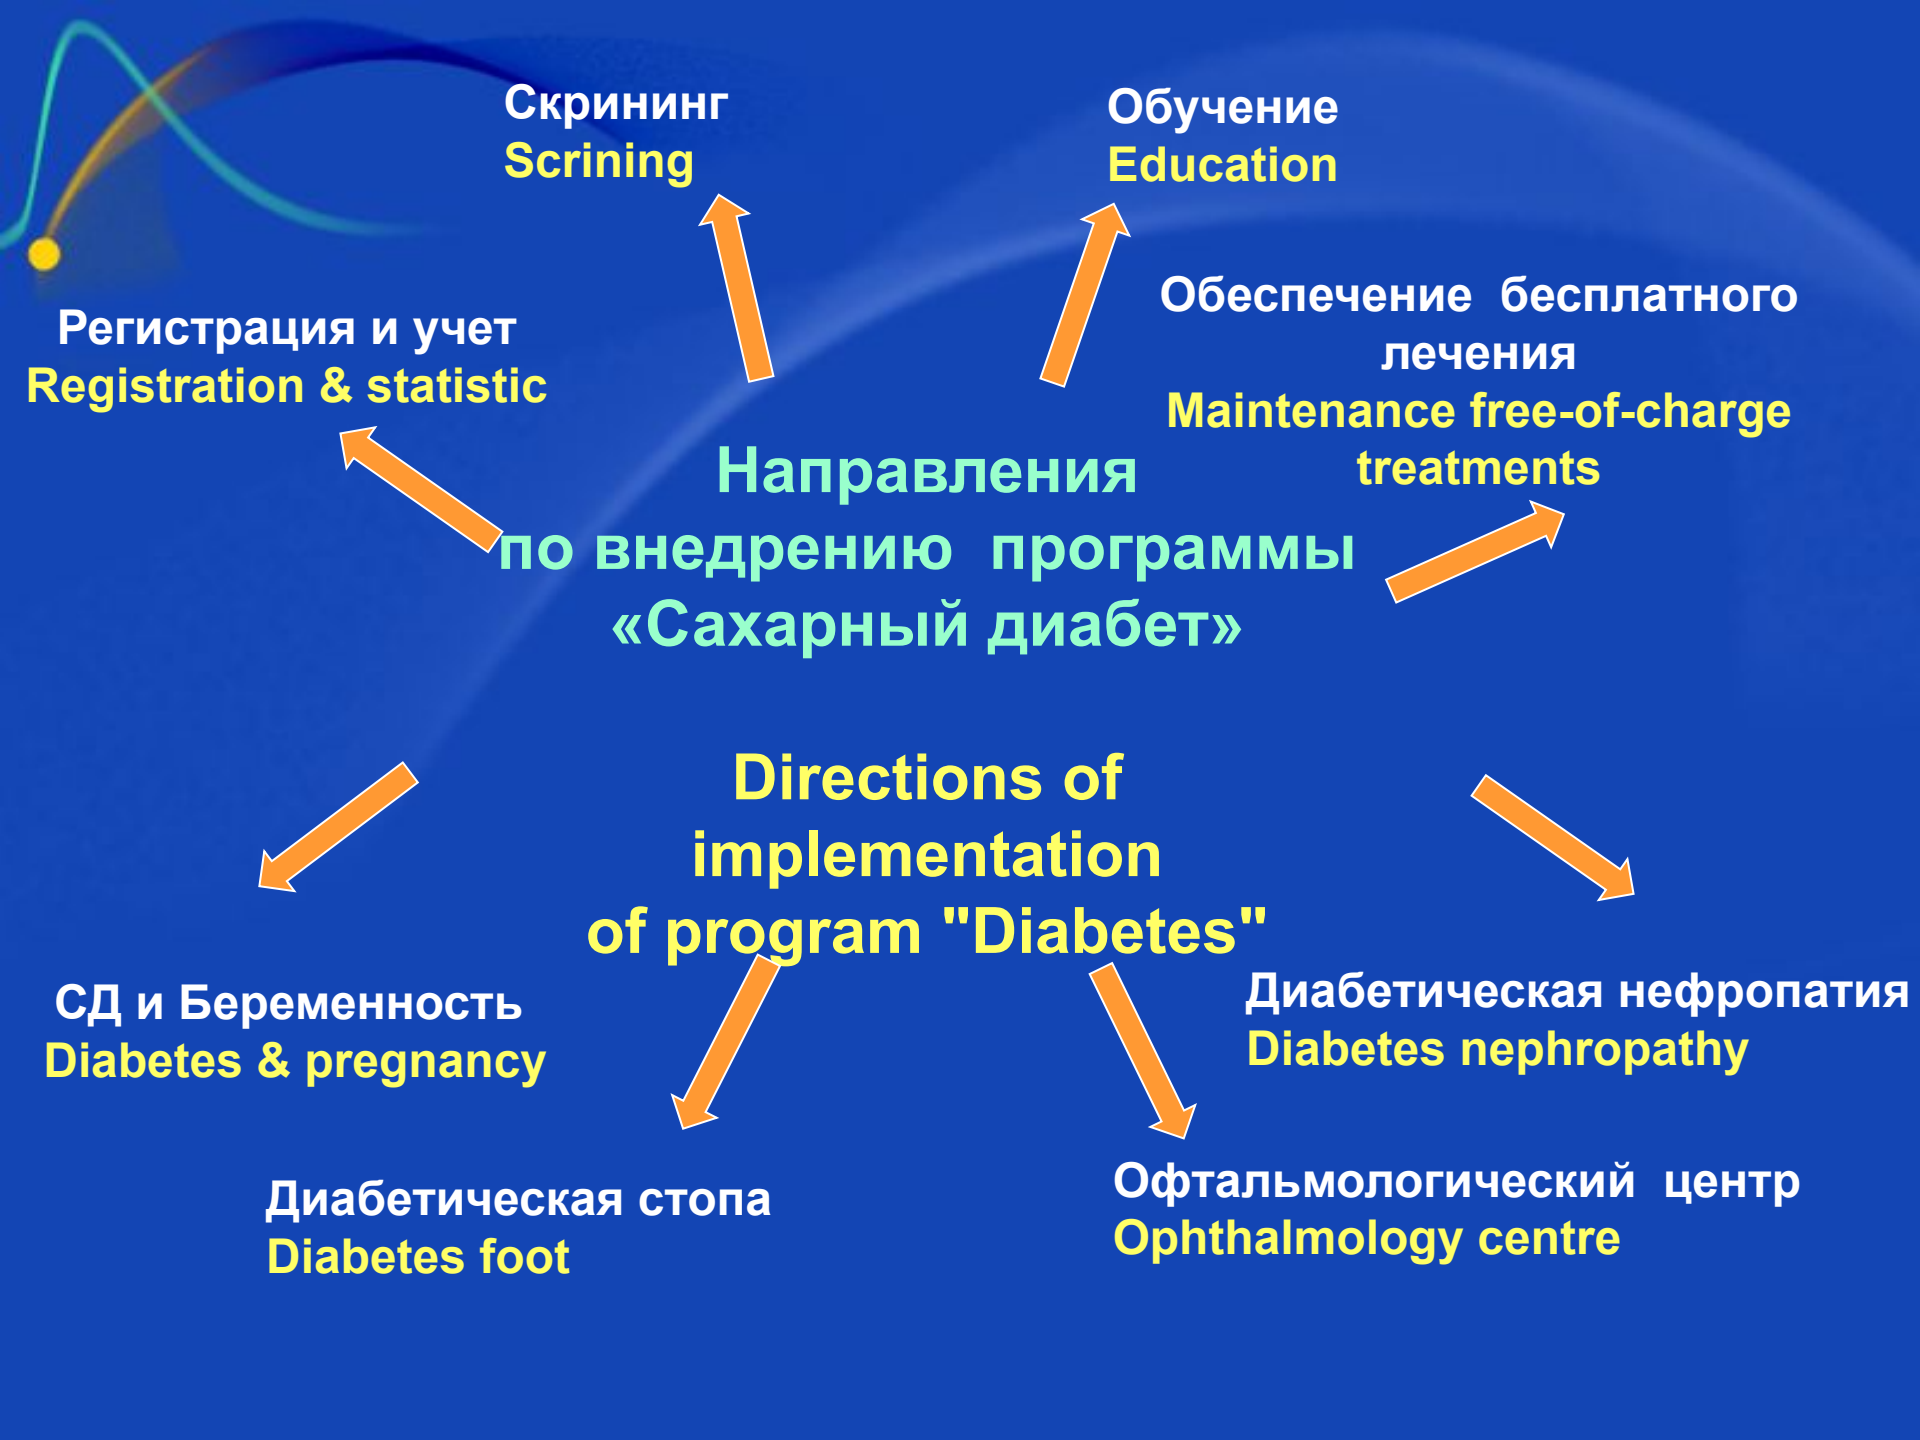 Скрининг
Scrining
Обучение
Education
Регистрация и учет
Registration & statistic
Обеспечение бесплатного
лечения
Maintenance free-of-charge
treatments
Направления
по внедрению программы
«Сахарный диабет»
Directions of
implementation
of program "Diabetes"
СД и Беременность
Diabetes & pregnancy
Диабетическая нефропатия
Diabetes nephropathy
Диабетическая стопа
Diabetes foot
Офтальмологический центр
Ophthalmology centre